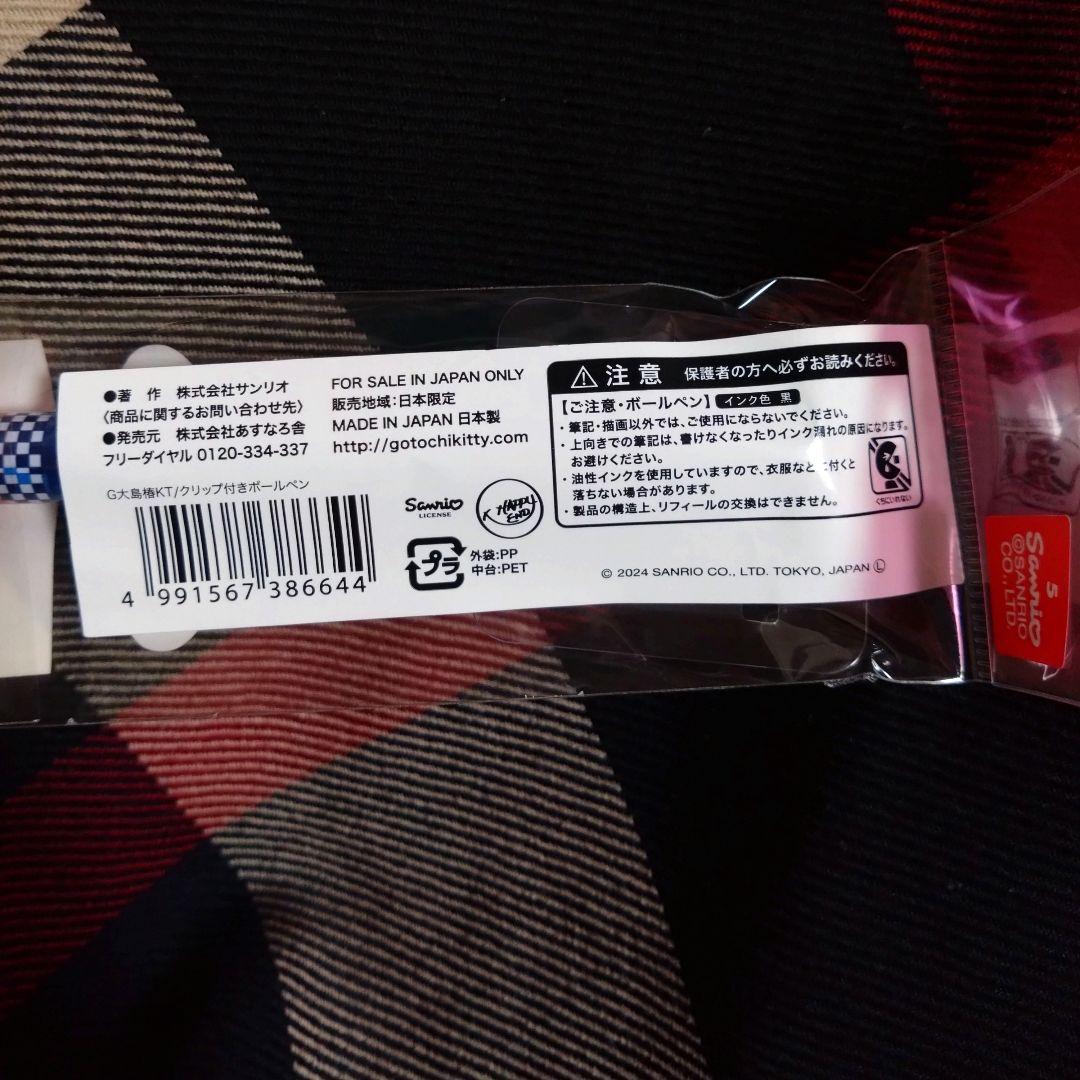 ●著 作 株式会社サンリオ
〈商品に関するお問い合わせ先〉
●発売元 株式会社あすなろ舎
フリーダイヤル 0120-334-337
FOR SALE IN JAPAN ONLY
販売地域:日本限定
MADE IN JAPAN 日本製
http://gotochikitty.com
G大島椿KT/クリップ付きボールペン
4 991567 386644
Sanrio
LICENSE
K HAPPY END
プラ
外袋:PP
中台:PET
注意 保護者の方へ必ずお読みください。
【ご注意・ボールペン】 インク色 黒
・筆記・描画以外では、ご使用にならないでください。
・上向きでの筆記は、書けなくなったりインク漏れの原因になります。
お避けください。
・油性インクを使用していますので、衣服などに付くと
落ちない場合があります。
・製品の構造上、リフィールの交換はできません。
くちにいれない
© 2024 SANRIO CO., LTD. TOKYO, JAPAN Ⓛ
5
Sanrio
©SANRIO
CO.,LTD.